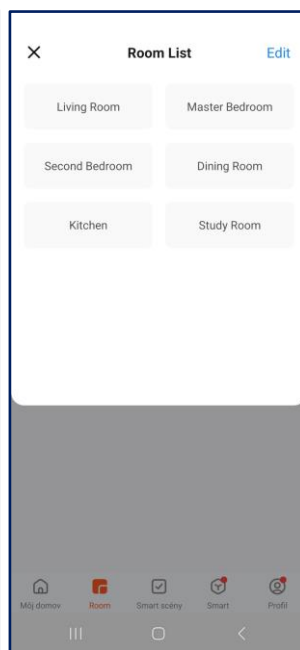 Room List Edit
Living Room Master Bedroom
Second Bedroom Dining Room
Kitchen Study Room
Môj domov Room Smart scény Smart Profil